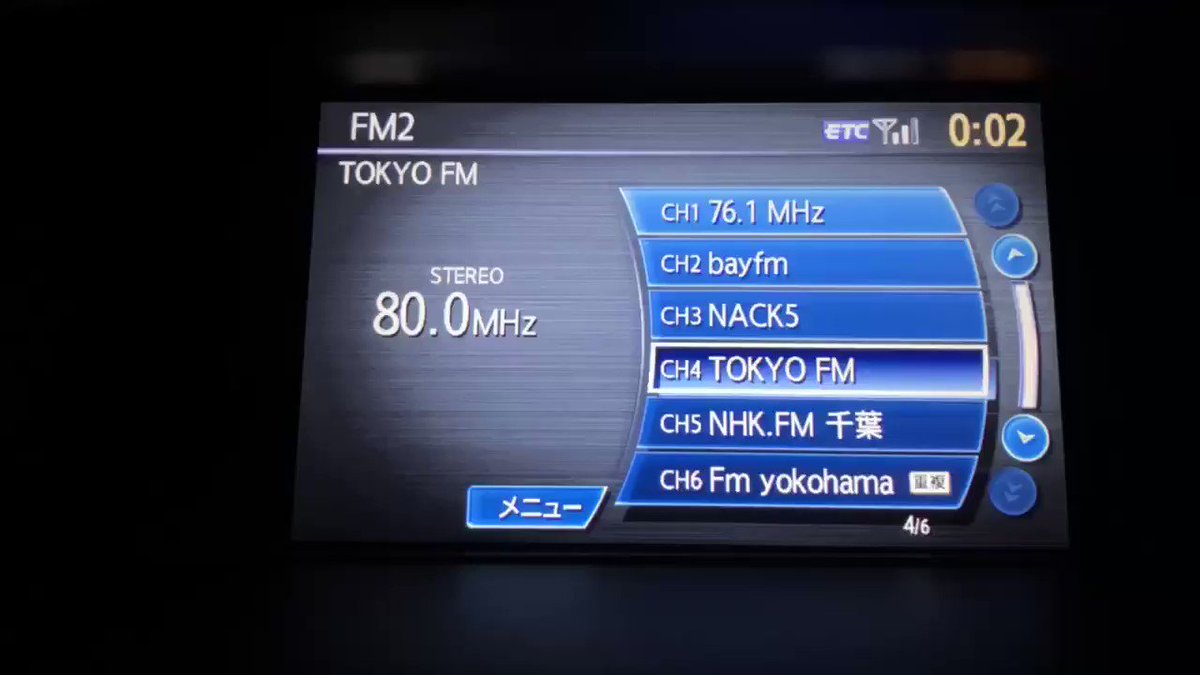 FM2
ETC
0:02
TOKYO FM
STEREO
80.0MHz
CH1 76.1 MHz
CH2 bayfm
CH3 NACK5
CH4 TOKYO FM
CH5 NHK.FM 千葉
CH6 Fm yokohama 重複
メニュー
4/6